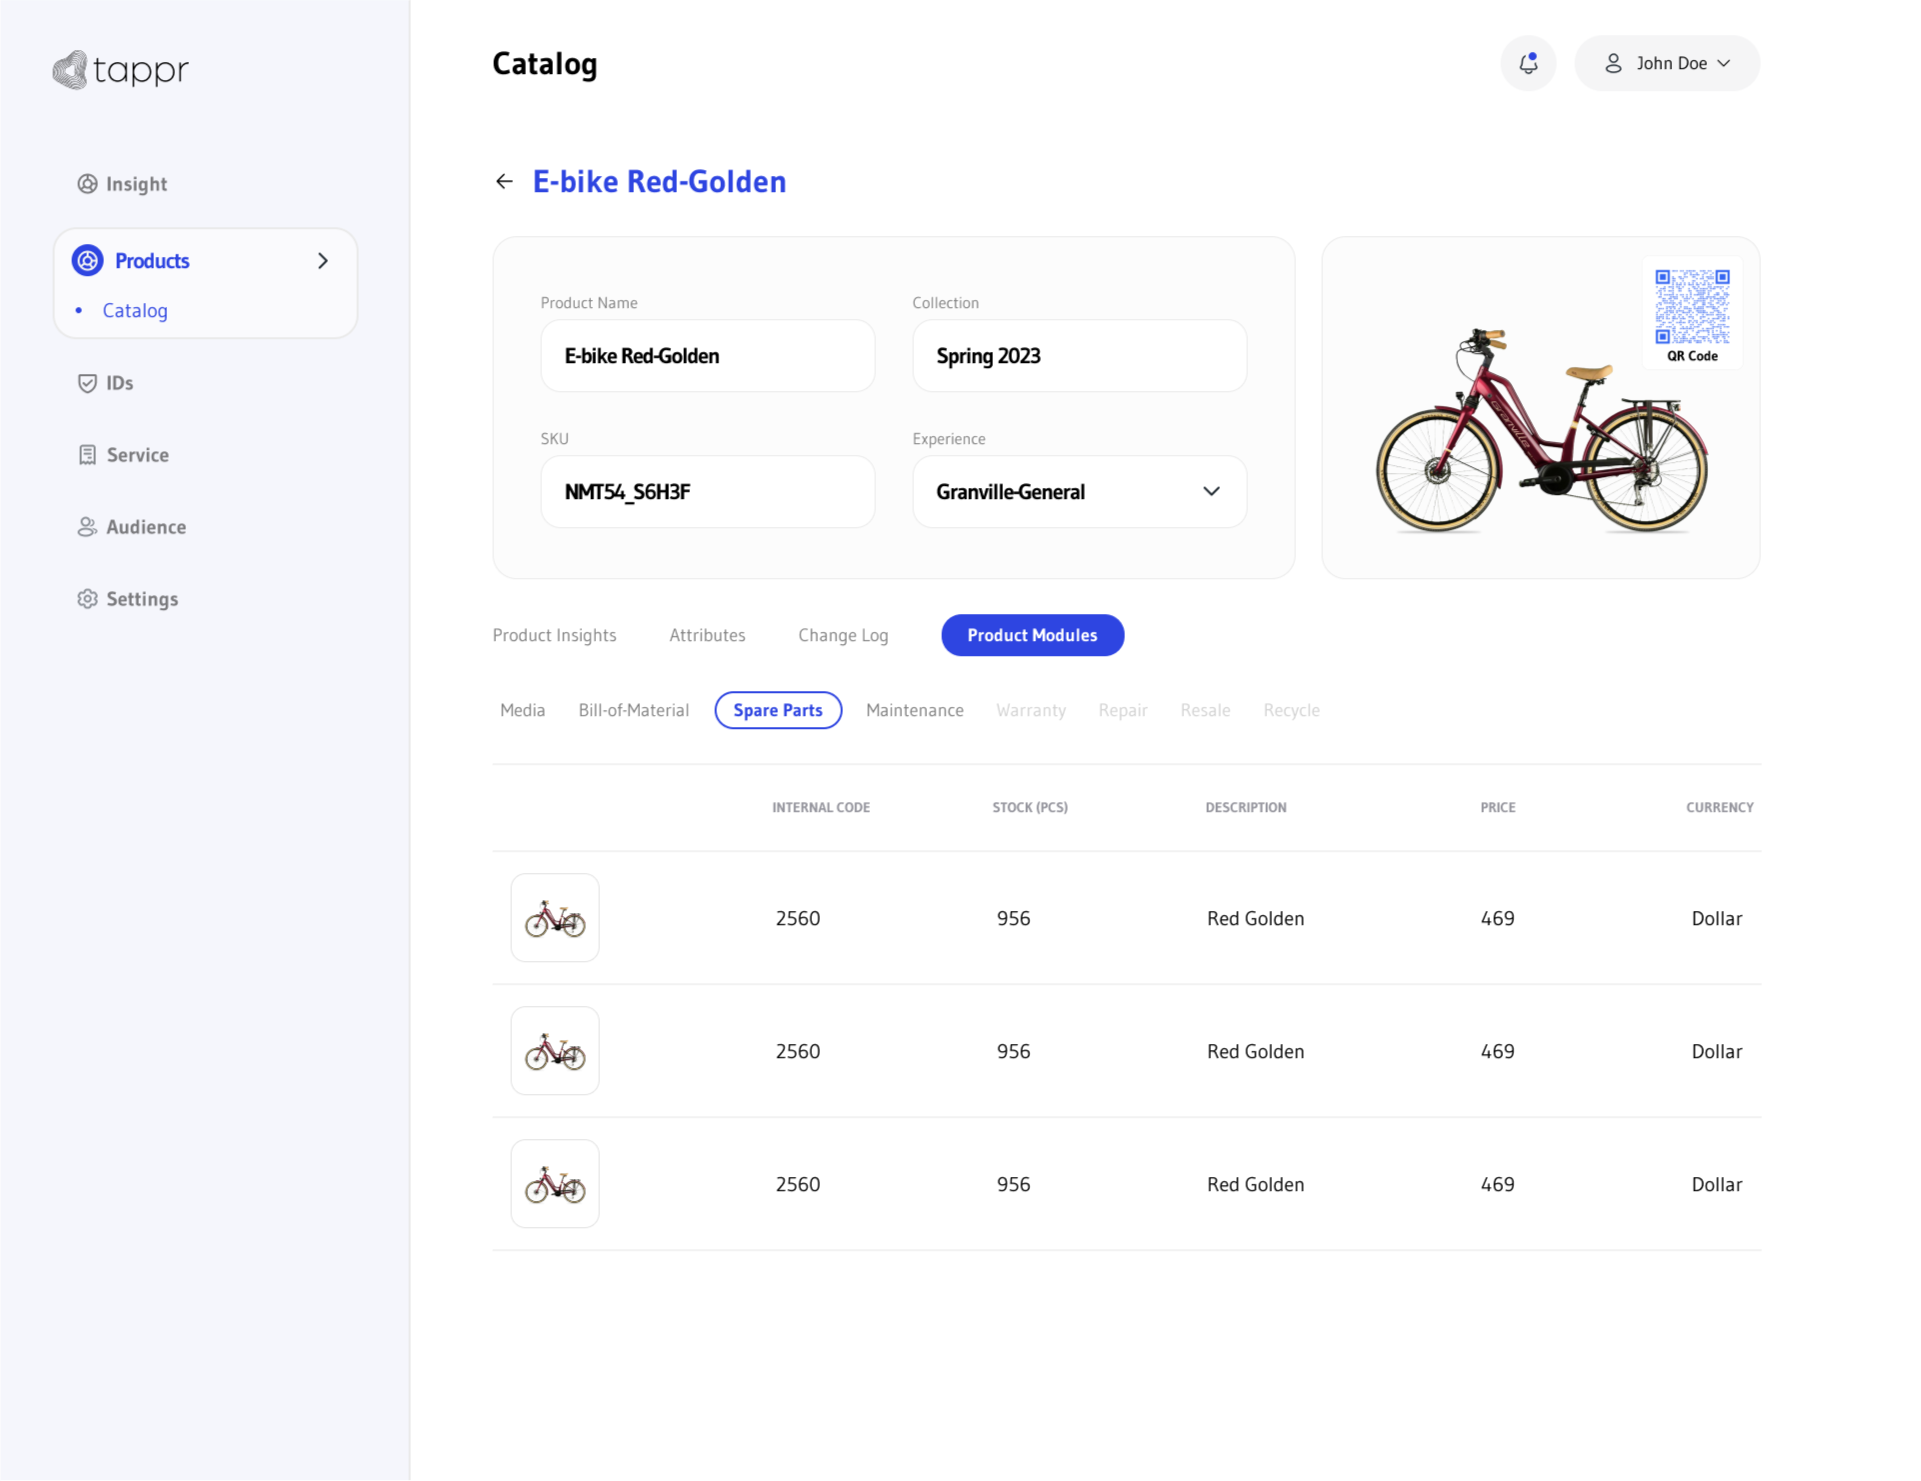 tappr
Catalog
John Doe
Insight
Products
Catalog
IDs
Service
Audience
Settings
E-bike Red-Golden
Product Name
Collection
E-bike Red-Golden
Spring 2023
SKU
Experience
NMT54_S6H3F
Granville-General
QR Code
Granville
Product Insights
Attributes
Change Log
Product Modules
Media
Bill-of-Material
Spare Parts
Maintenance
Warranty
Repair
Resale
Recycle
INTERNAL CODE STOCK (PCS) DESCRIPTION PRICE CURRENCY
2560 956 Red Golden 469 Dollar
2560 956 Red Golden 469 Dollar
2560 956 Red Golden 469 Dollar